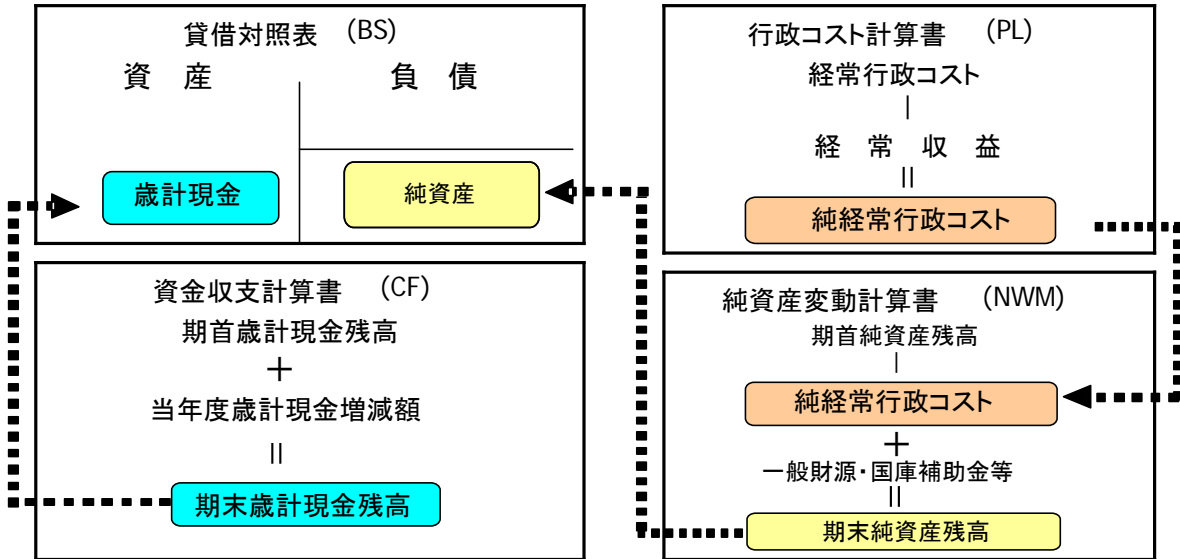 貸借対照表 (BS)
資産 負債
歳計現金 純資産
行政コスト計算書 (PL)
経常行政コスト
－
経常収益
＝
純経常行政コスト
資金収支計算書 (CF)
期首歳計現金残高
＋
当年度歳計現金増減額
＝
期末歳計現金残高
純資産変動計算書 (NWM)
期首純資産残高
－
純経常行政コスト
＋
一般財源・国庫補助金等
＝
期末純資産残高